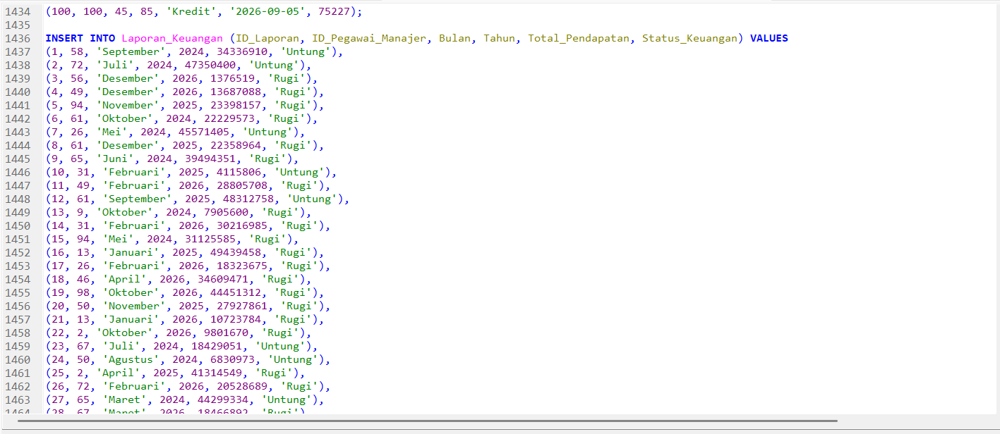 1434 (100, 100, 45, 85, 'Kredit', '2026-09-05', 75227);
1435
1436 INSERT INTO Laporan_Keuangan (ID_Laporan, ID_Pegawai_Manajer, Bulan, Tahun, Total_Pendapatan, Status_Keuangan) VALUES
1437 (1, 58, 'September', 2024, 34336910, 'Untung'),
1438 (2, 72, 'Juli', 2024, 47350400, 'Untung'),
1439 (3, 56, 'Desember', 2026, 1376519, 'Rugi'),
1440 (4, 49, 'Desember', 2026, 13687088, 'Rugi'),
1441 (5, 94, 'November', 2025, 23398157, 'Rugi'),
1442 (6, 61, 'Oktober', 2024, 22229573, 'Rugi'),
1443 (7, 26, 'Mei', 2024, 45571405, 'Untung'),
1444 (8, 61, 'Desember', 2025, 22358964, 'Rugi'),
1445 (9, 65, 'Juni', 2024, 39494351, 'Rugi'),
1446 (10, 31, 'Februari', 2025, 4115806, 'Untung'),
1447 (11, 49, 'Februari', 2026, 28805708, 'Rugi'),
1448 (12, 61, 'September', 2025, 48312758, 'Untung'),
1449 (13, 9, 'Oktober', 2024, 7905600, 'Rugi'),
1450 (14, 31, 'Februari', 2026, 30216985, 'Rugi'),
1451 (15, 94, 'Mei', 2024, 31125585, 'Rugi'),
1452 (16, 13, 'Januari', 2025, 49439458, 'Rugi'),
1453 (17, 26, 'Februari', 2026, 18323675, 'Rugi'),
1454 (18, 46, 'April', 2026, 34609471, 'Rugi'),
1455 (19, 98, 'Oktober', 2026, 44451312, 'Rugi'),
1456 (20, 50, 'November', 2025, 27927861, 'Rugi'),
1457 (21, 13, 'Januari', 2026, 10723784, 'Rugi'),
1458 (22, 2, 'Oktober', 2026, 9801670, 'Rugi'),
1459 (23, 67, 'Juli', 2024, 18429051, 'Untung'),
1460 (24, 50, 'Agustus', 2024, 6830973, 'Untung'),
1461 (25, 2, 'April', 2025, 41314549, 'Rugi'),
1462 (26, 72, 'Februari', 2026, 20528689, 'Rugi'),
1463 (27, 65, 'Maret', 2024, 44299334, 'Untung'),
1464 (28, 67, 'Maret', 2026, 18466892, 'Rugi')